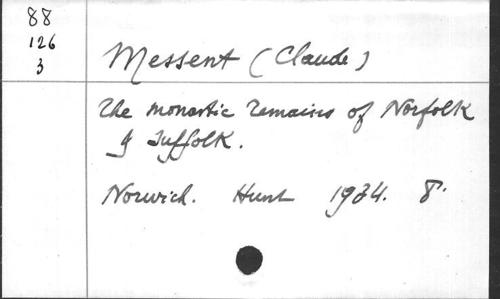 88
126
3
Messent (Claude)
The monastic remains of Norfolk
& Suffolk.
Norwich. Hunt 1934. 8°.